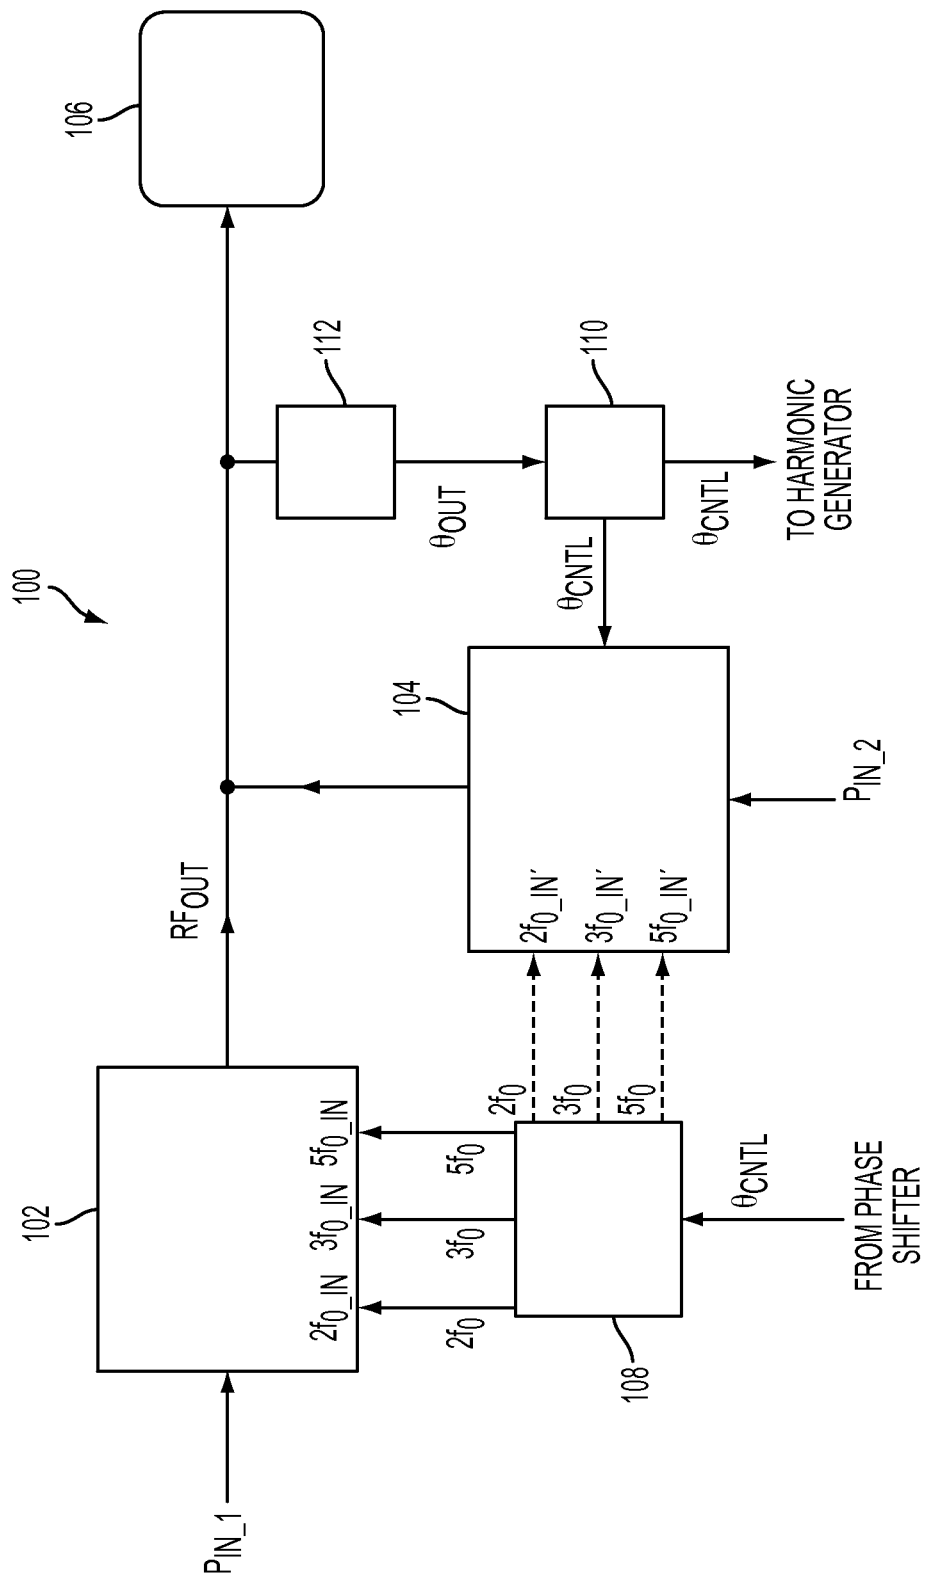 100
102
104
106
108
110
112
P_IN_1
RF_OUT
2f0_IN
3f0_IN
5f0_IN
2f0
3f0
5f0
2f0
3f0
5f0
2f0_IN′
3f0_IN′
5f0_IN′
P_IN_2
θOUT
θCNTL
θCNTL
TO HARMONIC
GENERATOR
θCNTL
FROM PHASE
SHIFTER